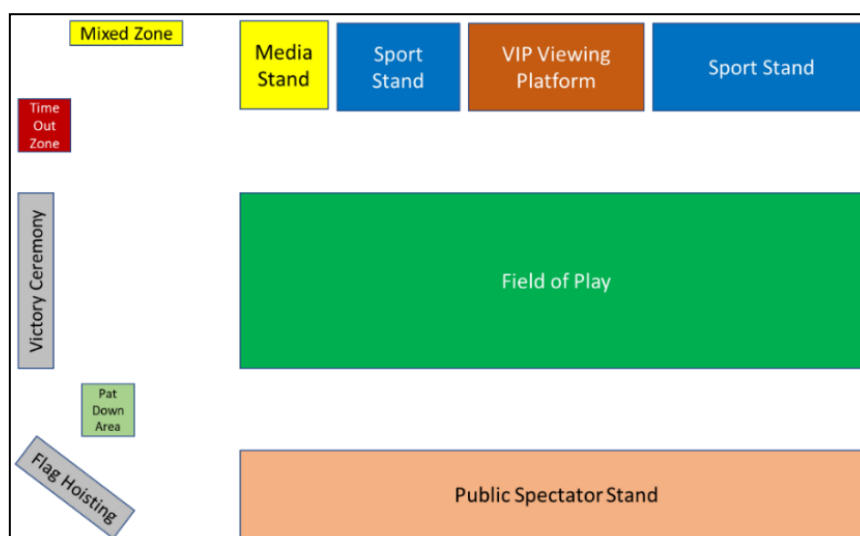 Mixed Zone
Media
Stand
Sport
Stand
VIP Viewing
Platform
Sport Stand
Time
Out
Zone
Victory Ceremony
Field of Play
Pat
Down
Area
Flag Hoisting
Public Spectator Stand